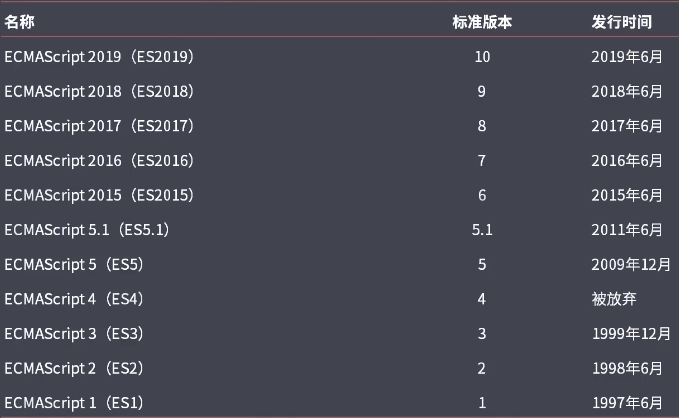 名称 标准版本 发行时间
ECMAScript 2019（ES2019） 10 2019年6月
ECMAScript 2018（ES2018） 9 2018年6月
ECMAScript 2017（ES2017） 8 2017年6月
ECMAScript 2016（ES2016） 7 2016年6月
ECMAScript 2015（ES2015） 6 2015年6月
ECMAScript 5.1（ES5.1） 5.1 2011年6月
ECMAScript 5（ES5） 5 2009年12月
ECMAScript 4（ES4） 4 被放弃
ECMAScript 3（ES3） 3 1999年12月
ECMAScript 2（ES2） 2 1998年6月
ECMAScript 1（ES1） 1 1997年6月